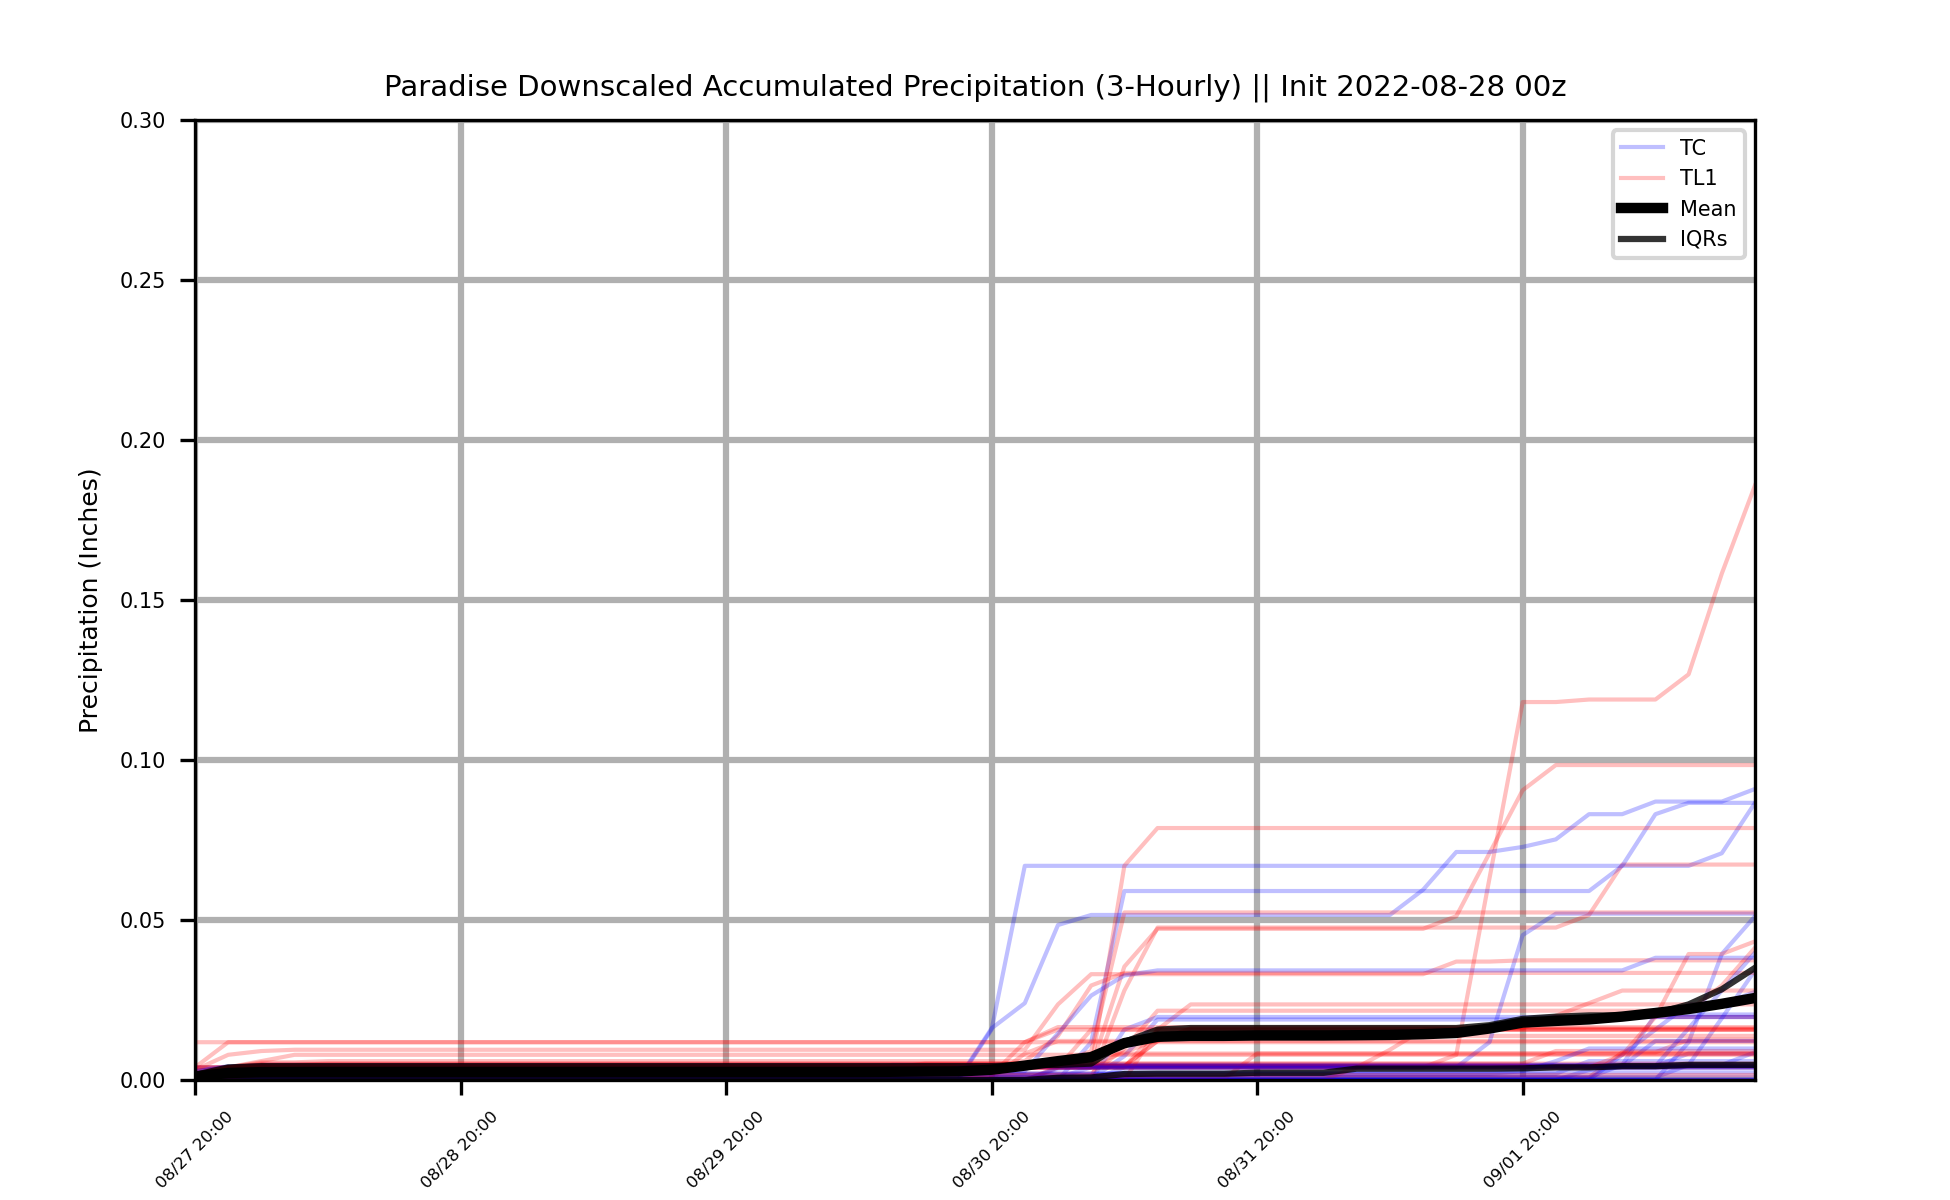 Paradise Downscaled Accumulated Precipitation (3-Hourly) || Init 2022-08-28 00z
TC
TL1
Mean
IQRs
Precipitation (Inches)
0.30
0.25
0.20
0.15
0.10
0.05
0.00
08/27 20:00
08/28 20:00
08/29 20:00
08/30 20:00
08/31 20:00
09/01 20:00